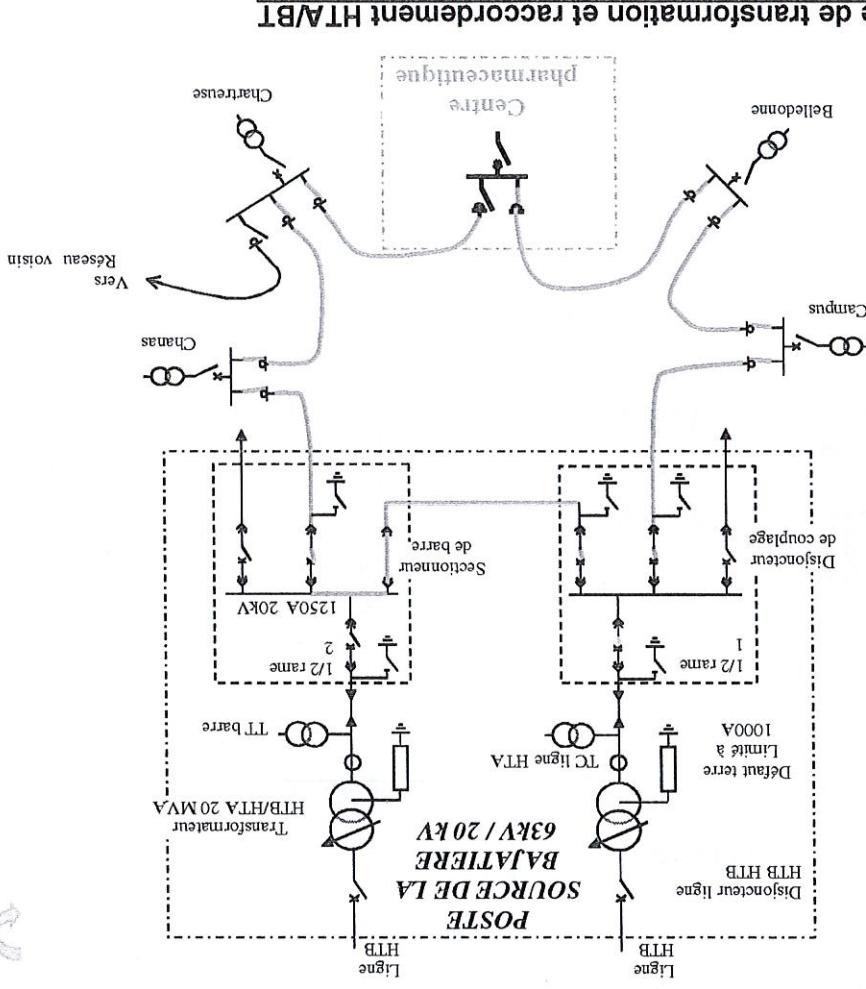 Ligne
HTB
Ligne
HTB
POSTE
SOURCE DE LA
BAJATIERE
63kV / 20 kV
Disjoncteur ligne
HTB HTB
Transformateur
HTB/HTA 20 MVA
Défaut terre
Limité à
1000A
TC ligne HTA
TT barre
1/2 rame
1
1/2 rame
2
1250A 20kV
Disjoncteur
de couplage
Sectionneur
de barre
Campus
Chanas
Vers
Réseau voisin
Belledonne
Chartreuse
Centre
pharmaceutique
e de transformation et raccordement HTA/BT